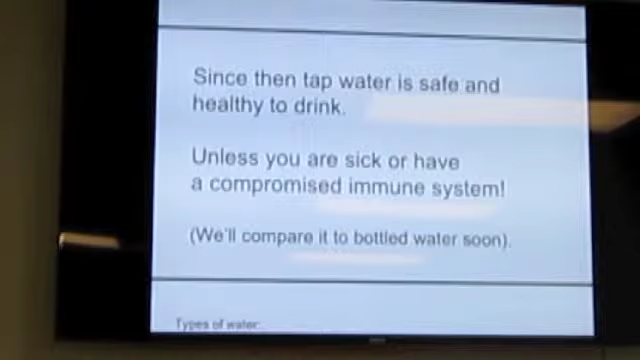 Since then tap water is safe and
healthy to drink.
Unless you are sick or have
a compromised immune system!
(We'll compare it to bottled water soon).
Types of water: